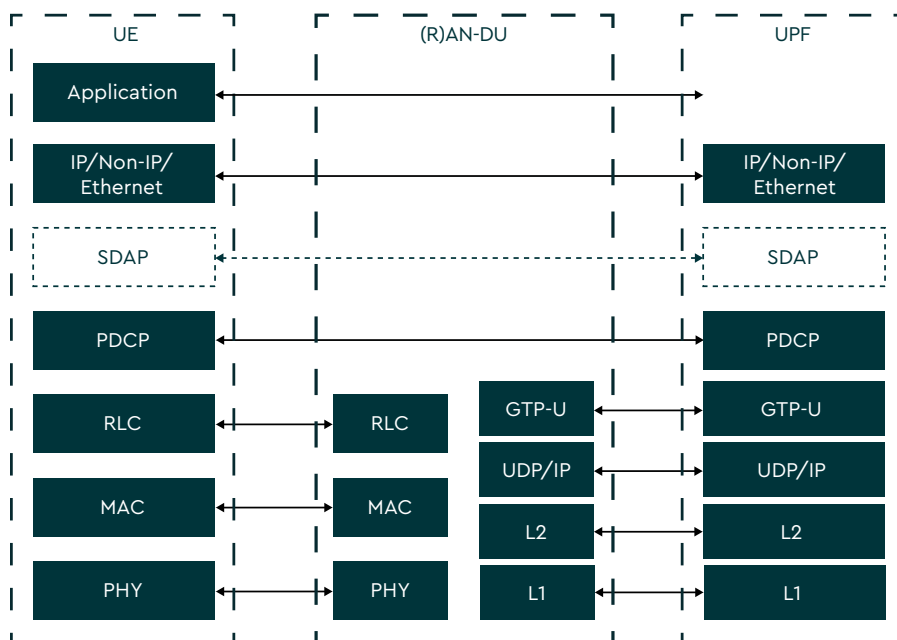 UE
(R)AN-DU
UPF
Application
IP/Non-IP/
Ethernet
IP/Non-IP/
Ethernet
SDAP
SDAP
PDCP
PDCP
RLC
RLC
GTP-U
GTP-U
UDP/IP
UDP/IP
MAC
MAC
L2
L2
PHY
PHY
L1
L1